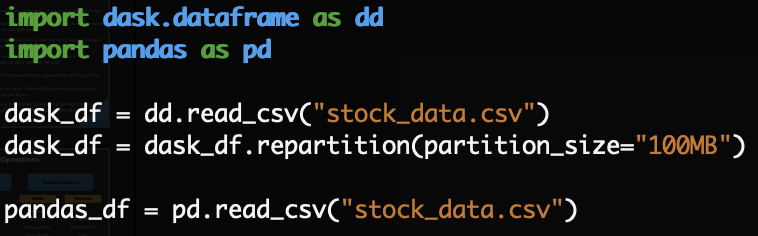 import dask.dataframe as dd
import pandas as pd
dask_df = dd.read_csv("stock_data.csv")
dask_df = dask_df.repartition(partition_size="100MB")
Operations
pandas_df = pd.read_csv("stock_data.csv")